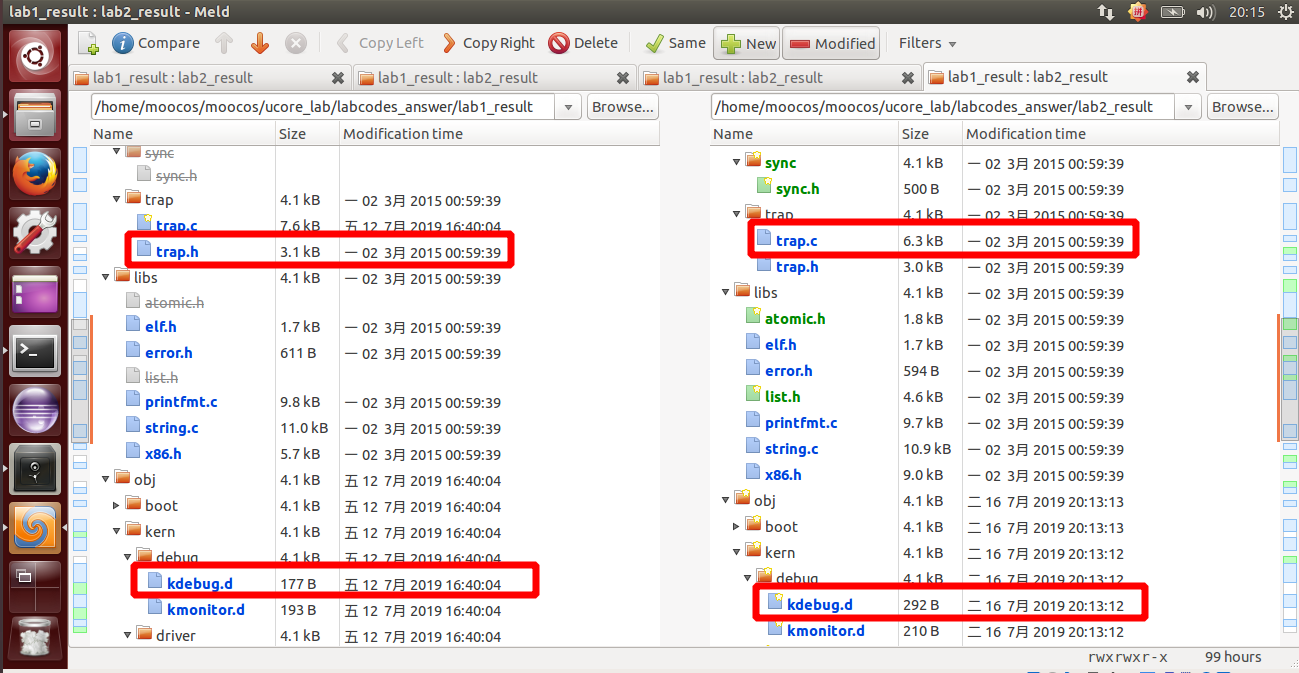 lab1_result : lab2_result - Meld
拼
20:15
Compare
Copy Left
Copy Right
Delete
Same
New
Modified
Filters
lab1_result : lab2_result
lab1_result : lab2_result
lab1_result : lab2_result
lab1_result : lab2_result
/home/moocos/moocos/ucore_lab/labcodes_answer/lab1_result
Browse...
Name Size Modification time
sync
sync.h
trap 4.1 kB 一 02 3月 2015 00:59:39
trap.c 7.6 kB 五 12 7月 2019 16:40:04
trap.h 3.1 kB 一 02 3月 2015 00:59:39
libs 4.1 kB 一 02 3月 2015 00:59:39
atomic.h
elf.h 1.7 kB 一 02 3月 2015 00:59:39
error.h 611 B 一 02 3月 2015 00:59:39
list.h
printfmt.c 9.8 kB 一 02 3月 2015 00:59:39
string.c 11.0 kB 一 02 3月 2015 00:59:39
x86.h 5.7 kB 一 02 3月 2015 00:59:39
obj 4.1 kB 五 12 7月 2019 16:40:04
boot 4.1 kB 五 12 7月 2019 16:40:04
kern 4.1 kB 五 12 7月 2019 16:40:04
debug 4.1 kB 五 12 7月 2019 16:40:04
kdebug.d 177 B 五 12 7月 2019 16:40:04
kmonitor.d 193 B 五 12 7月 2019 16:40:04
driver 4.1 kB 五 12 7月 2019 16:40:04
/home/moocos/moocos/ucore_lab/labcodes_answer/lab2_result
Browse...
Name Size Modification time
sync 4.1 kB 一 02 3月 2015 00:59:39
sync.h 500 B 一 02 3月 2015 00:59:39
trap 4.1 kB 一 02 3月 2015 00:59:39
trap.c 6.3 kB 一 02 3月 2015 00:59:39
trap.h 3.0 kB 一 02 3月 2015 00:59:39
libs 4.1 kB 一 02 3月 2015 00:59:39
atomic.h 1.8 kB 一 02 3月 2015 00:59:39
elf.h 1.7 kB 一 02 3月 2015 00:59:39
error.h 594 B 一 02 3月 2015 00:59:39
list.h 4.6 kB 一 02 3月 2015 00:59:39
printfmt.c 9.7 kB 一 02 3月 2015 00:59:39
string.c 10.9 kB 一 02 3月 2015 00:59:39
x86.h 9.0 kB 一 02 3月 2015 00:59:39
obj 4.1 kB 二 16 7月 2019 20:13:13
boot 4.1 kB 二 16 7月 2019 20:13:13
kern 4.1 kB 二 16 7月 2019 20:13:12
debug 4.1 kB 二 16 7月 2019 20:13:12
kdebug.d 292 B 二 16 7月 2019 20:13:12
kmonitor.d 210 B 二 16 7月 2019 20:13:12
rwxrwxr-x 99 hours